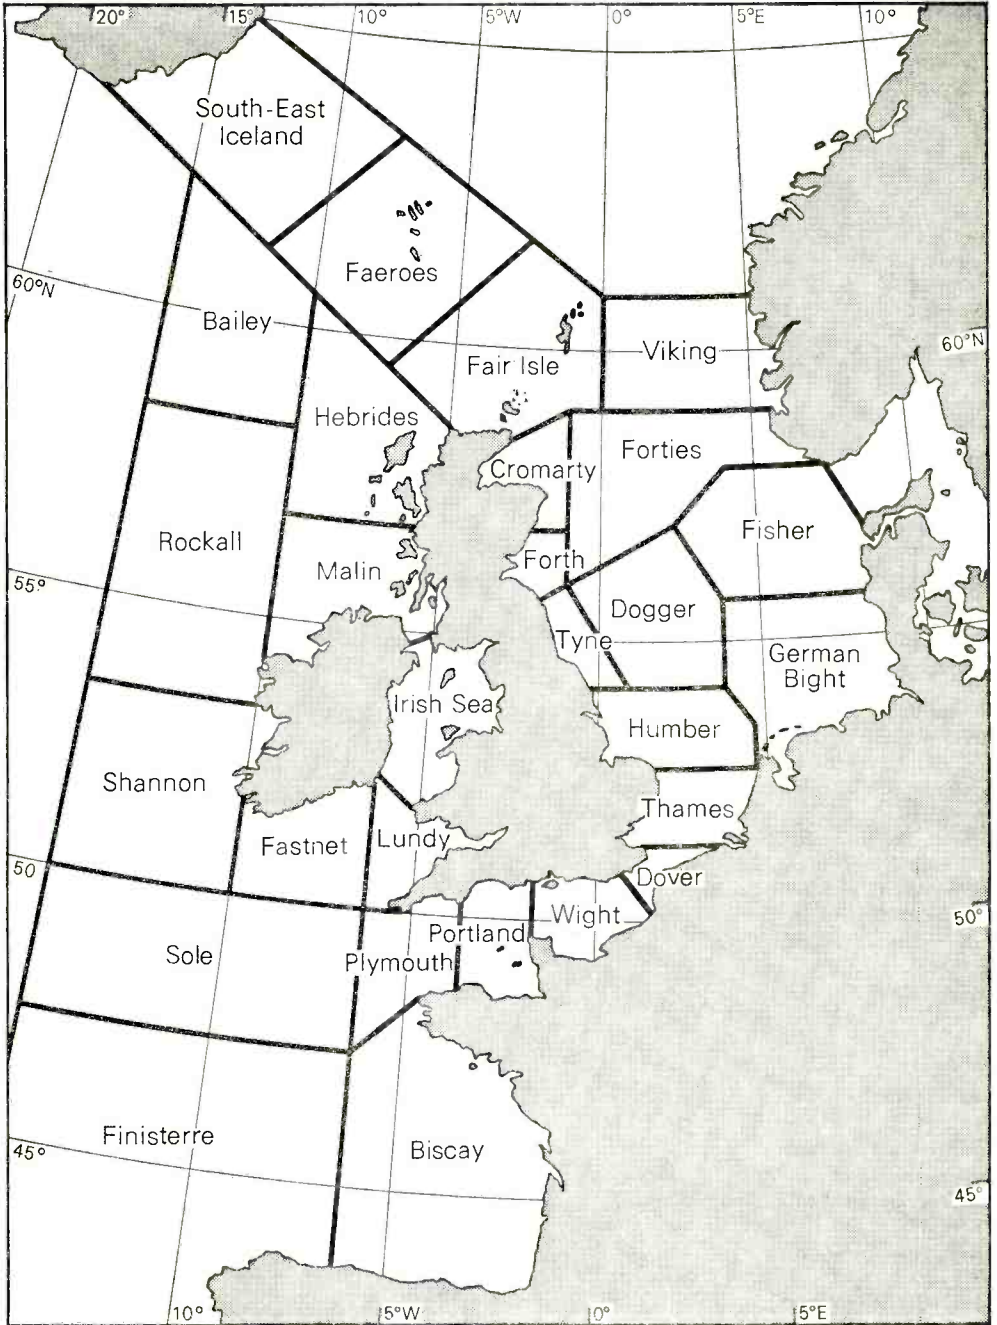 20°
15°
10°
5°W
0°
5°E
10°
South-East
Iceland
Faeroes
60°N
Bailey
Fair Isle
Viking
60°N
Hebrides
Cromarty
Forties
Rockall
Fisher
Forth
Malin
55°
Dogger
Tyne
German
Bight
Irish Sea
Humber
Shannon
Thames
Fastnet
Lundy
50
Dover
Wight
50°
Portland
Sole
Plymouth
Finisterre
45°
Biscay
45°
10°
5°W
0°
5°E